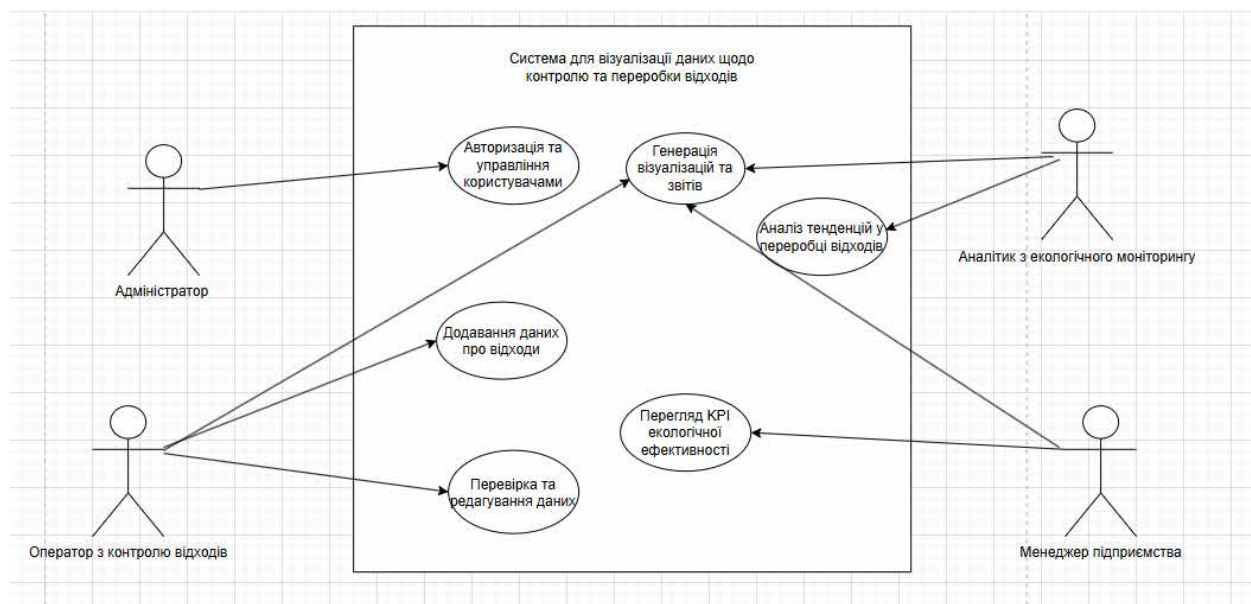 Система для візуалізації даних щодо
контролю та переробки відходів
Авторизація та
управління
користувачами
Генерація
візуалізацій та
звітів
Аналіз тенденцій у
переробці відходів
Аналітик з екологічного моніторингу
Адміністратор
Додавання даних
про відходи
Перегляд KPI
екологічної
ефективності
Перевірка та
редагування даних
Оператор з контролю відходів
Менеджер підприємства